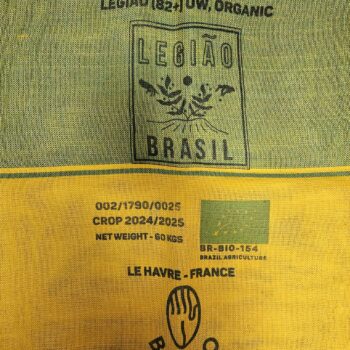 LEGIÃO (82+) UW, ORGANIC
LEGIÃO
BRASIL
002/1790/0025
CROP 2024/2025
NET WEIGHT - 60 KGS
BR-BIO-154
BRAZIL AGRICULTURE
LE HAVRE - FRANCE